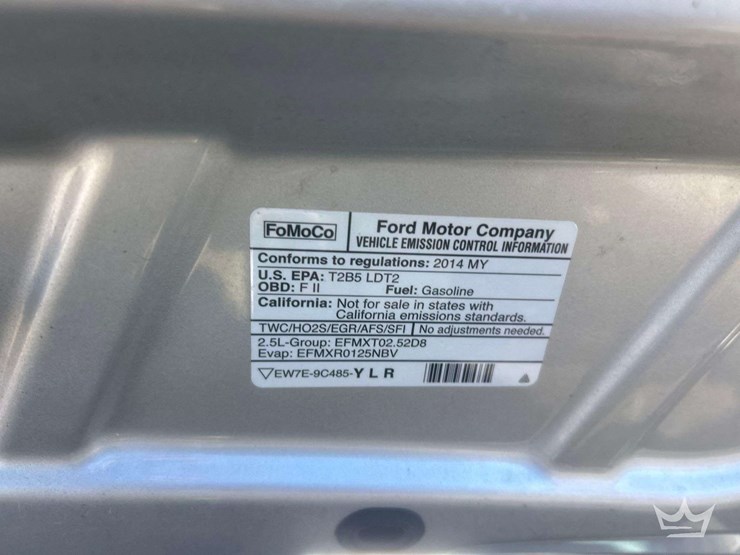 FoMoCo
Ford Motor Company
VEHICLE EMISSION CONTROL INFORMATION
Conforms to regulations: 2014 MY
U.S. EPA: T2B5 LDT2
OBD: F II Fuel: Gasoline
California: Not for sale in states with
California emissions standards.
TWC/HO2S/EGR/AFS/SFI No adjustments needed.
2.5L-Group: EFMXT02.52D8
Evap: EFMXR0125NBV
EW7E-9C485-Y L R